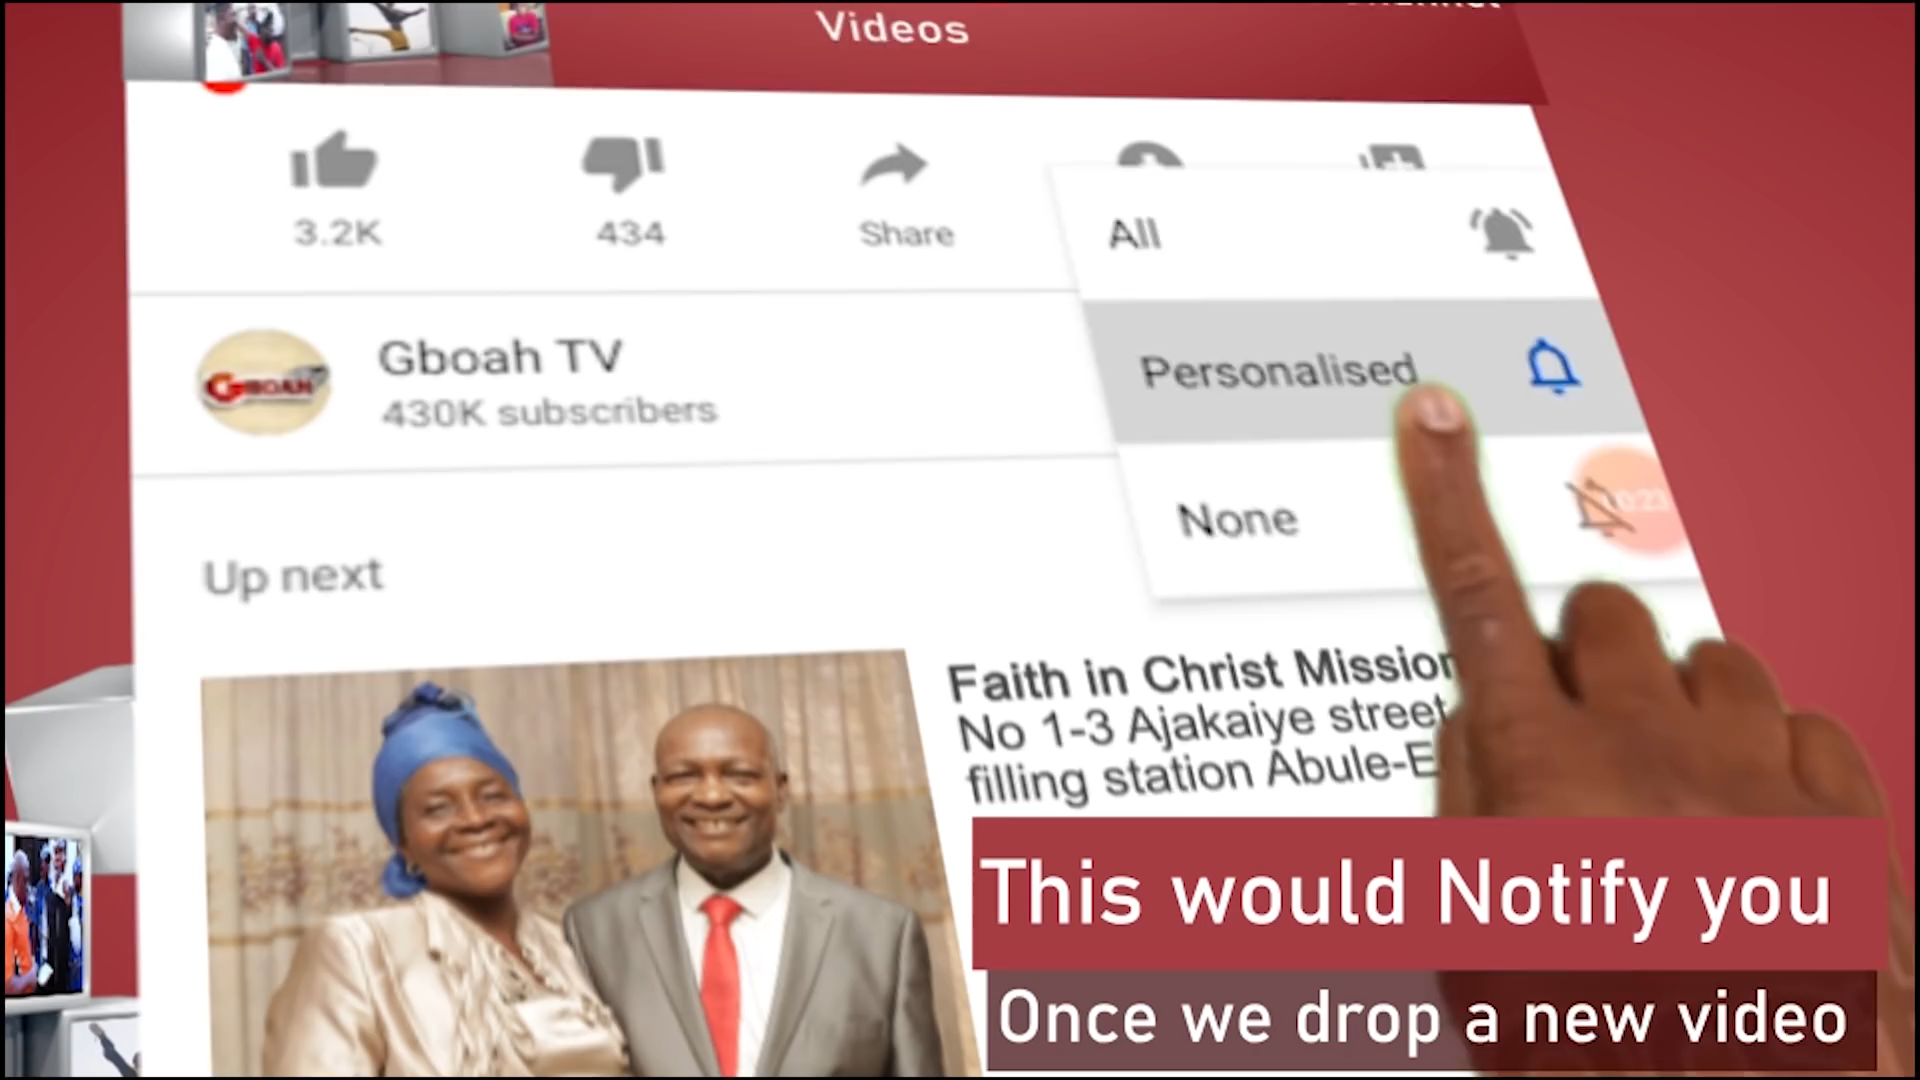 Videos
3.2K
434
Share
All
Gboah TV
430K subscribers
Personalised
None
Up next
Faith in Christ Mission
No 1-3 Ajakaiye street
filling station Abule-E
This would Notify you
Once we drop a new video